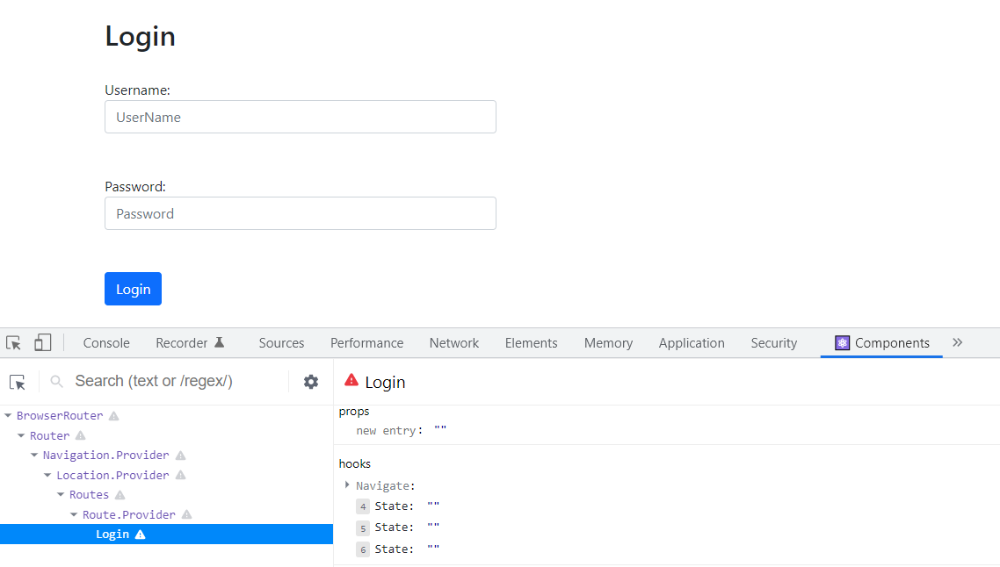 Login
Username:
UserName
Password:
Password
Login
Console Recorder Sources Performance Network Elements Memory Application Security Components »
Search (text or /regex/)
Login
BrowserRouter
Router
Navigation.Provider
Location.Provider
Routes
Route.Provider
Login
props
new entry: ""
hooks
Navigate:
4 State: ""
5 State: ""
6 State: ""